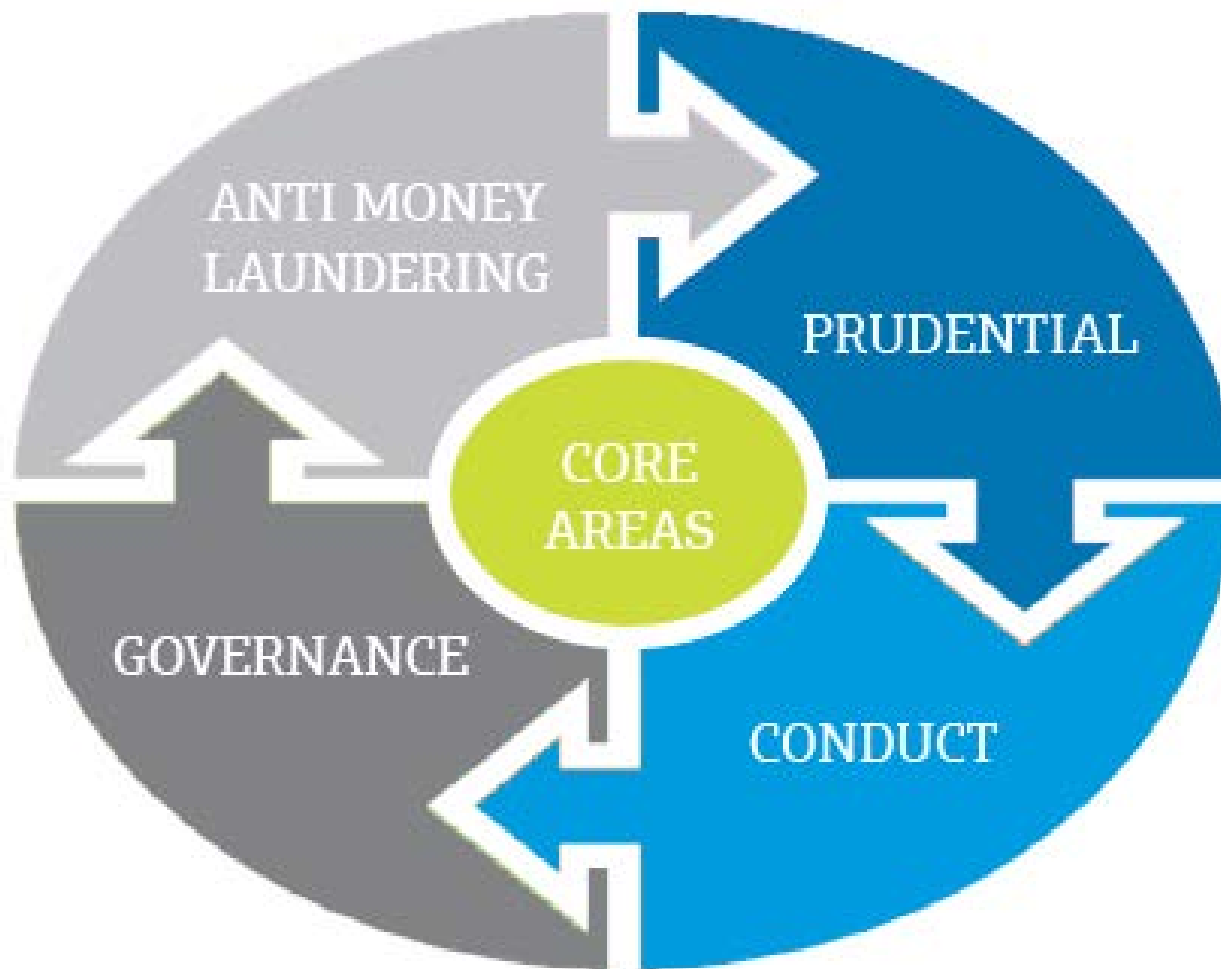 ANTI MONEY
LAUNDERING
PRUDENTIAL
CORE
AREAS
GOVERNANCE
CONDUCT